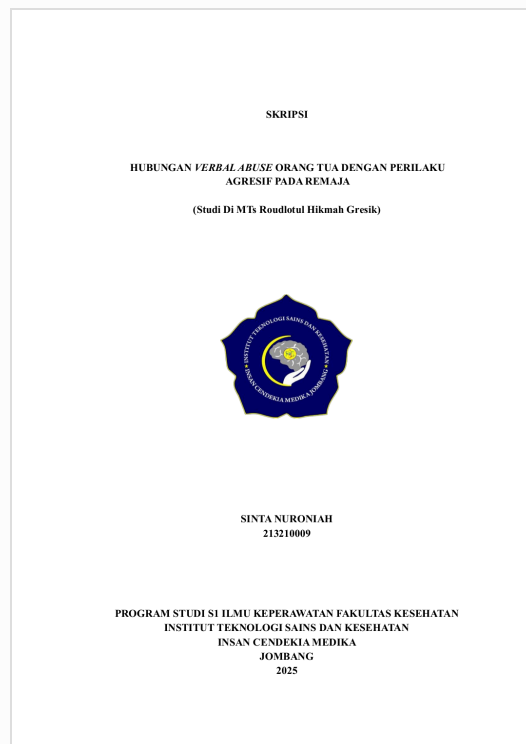 SKRIPSI
HUBUNGAN VERBAL ABUSE ORANG TUA DENGAN PERILAKU
AGRESIF PADA REMAJA
(Studi Di MTs Roudlotul Hikmah Gresik)
INSTITUT TEKNOLOGI SAINS DAN KESEHATAN
INSAN CENDEKIA MEDIKA JOMBANG
SINTA NURONIAH
213210009
PROGRAM STUDI S1 ILMU KEPERAWATAN FAKULTAS KESEHATAN
INSTITUT TEKNOLOGI SAINS DAN KESEHATAN
INSAN CENDEKIA MEDIKA
JOMBANG
2025